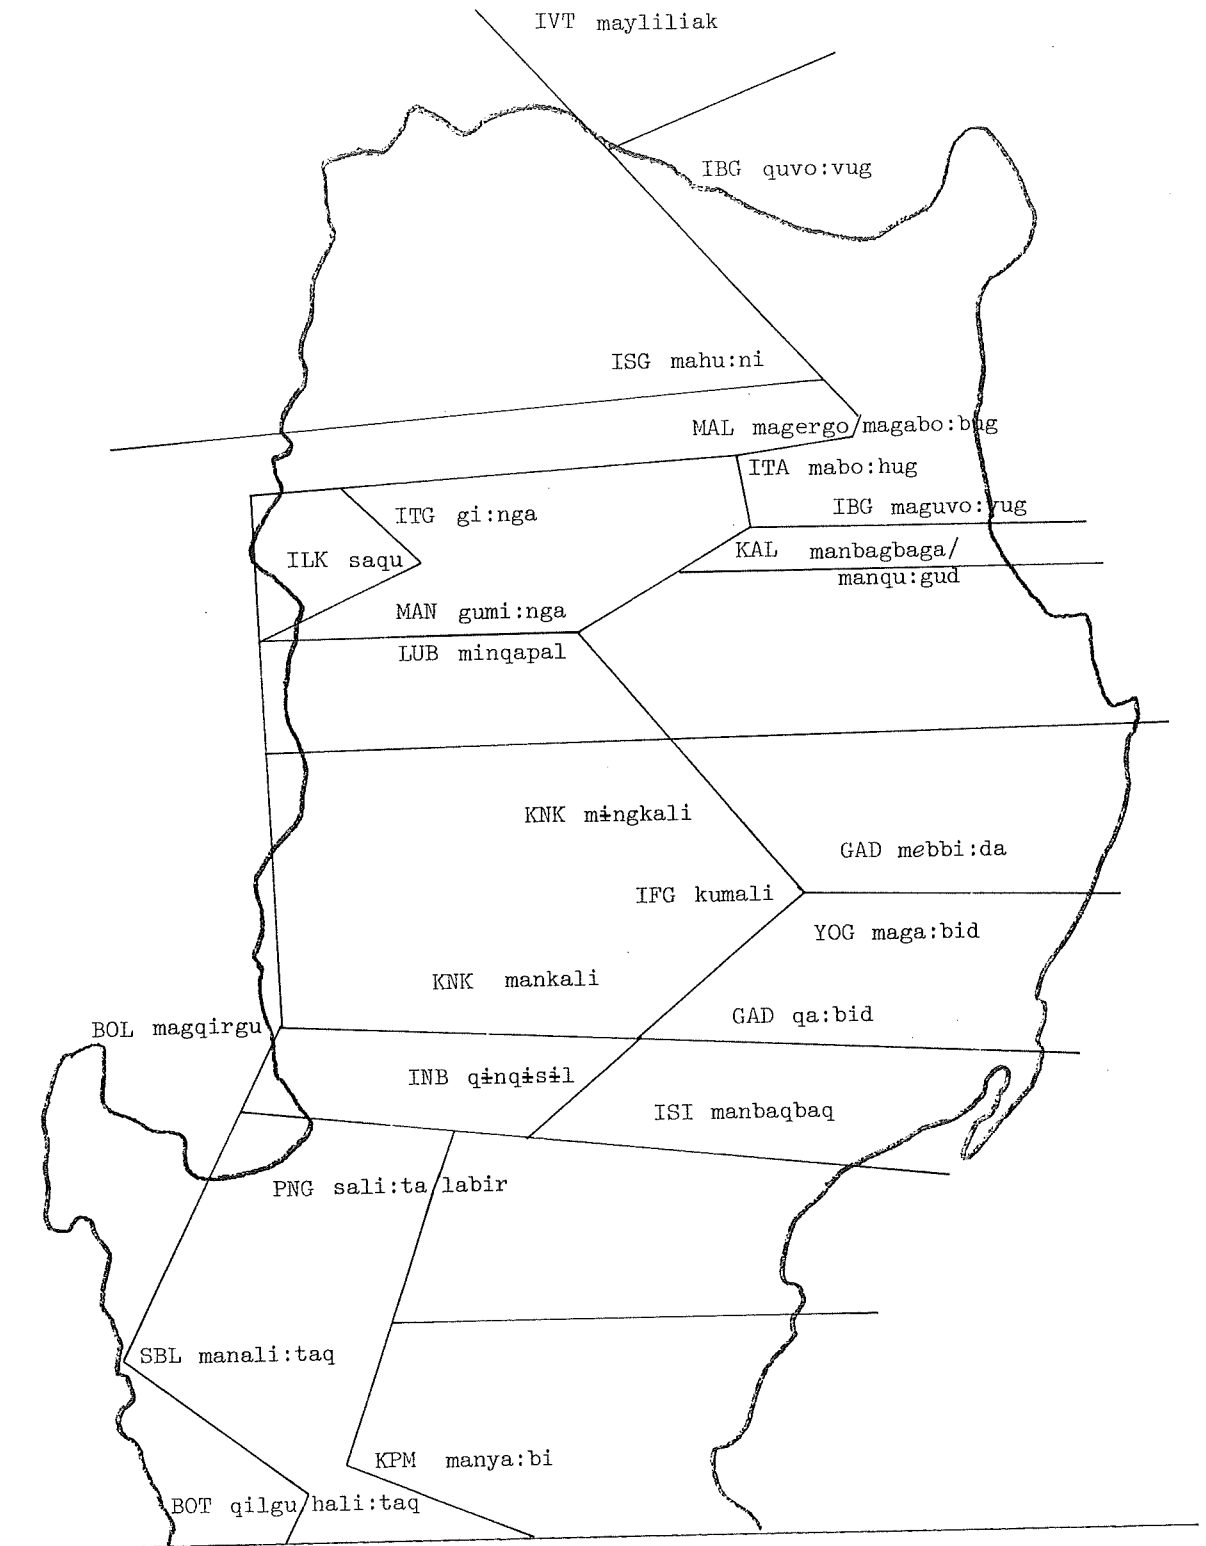 IVT mayliliak
IBG quvo:vug
ISG mahu:ni
MAL magergo/magabo:bug
ITA mabo:hug
IBG maguvo:vug
ITG gi:nga
KAL manbagbaga/
manqu:gud
ILK saqu
MAN gumi:nga
LUB minqapal
KNK mɨngkali
GAD mebbi:da
IFG kumali
YOG maga:bid
KNK mankali
GAD qa:bid
BOL magqirgu
INB qɨnqɨsɨl
ISI manbaqbaq
PNG sali:ta/labir
SBL manali:taq
KPM manya:bi
BOT qilgu/hali:taq